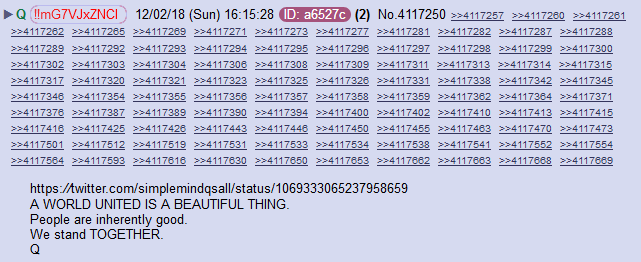 ▶ Q !!mG7VJxZNCI 12/02/18 (Sun) 16:15:28 ID: a6527c (2) No.4117250 >>4117257 >>4117260 >>4117261
>>4117262 >>4117265 >>4117269 >>4117271 >>4117273 >>4117277 >>4117281 >>4117282 >>4117287 >>4117288
>>4117289 >>4117292 >>4117293 >>4117294 >>4117295 >>4117296 >>4117297 >>4117298 >>4117299 >>4117300
>>4117302 >>4117303 >>4117304 >>4117306 >>4117308 >>4117309 >>4117311 >>4117313 >>4117314 >>4117315
>>4117317 >>4117320 >>4117321 >>4117323 >>4117325 >>4117326 >>4117331 >>4117338 >>4117342 >>4117345
>>4117346 >>4117354 >>4117355 >>4117356 >>4117357 >>4117358 >>4117359 >>4117362 >>4117364 >>4117371
>>4117376 >>4117387 >>4117389 >>4117390 >>4117394 >>4117400 >>4117402 >>4117410 >>4117413 >>4117415
>>4117416 >>4117425 >>4117426 >>4117443 >>4117446 >>4117450 >>4117455 >>4117463 >>4117470 >>4117473
>>4117501 >>4117512 >>4117519 >>4117531 >>4117533 >>4117534 >>4117538 >>4117541 >>4117552 >>4117554
>>4117564 >>4117593 >>4117616 >>4117630 >>4117650 >>4117653 >>4117662 >>4117663 >>4117668 >>4117669
https://twitter.com/simplemindqsall/status/1069333065237958659
A WORLD UNITED IS A BEAUTIFUL THING.
People are inherently good.
We stand TOGETHER.
Q